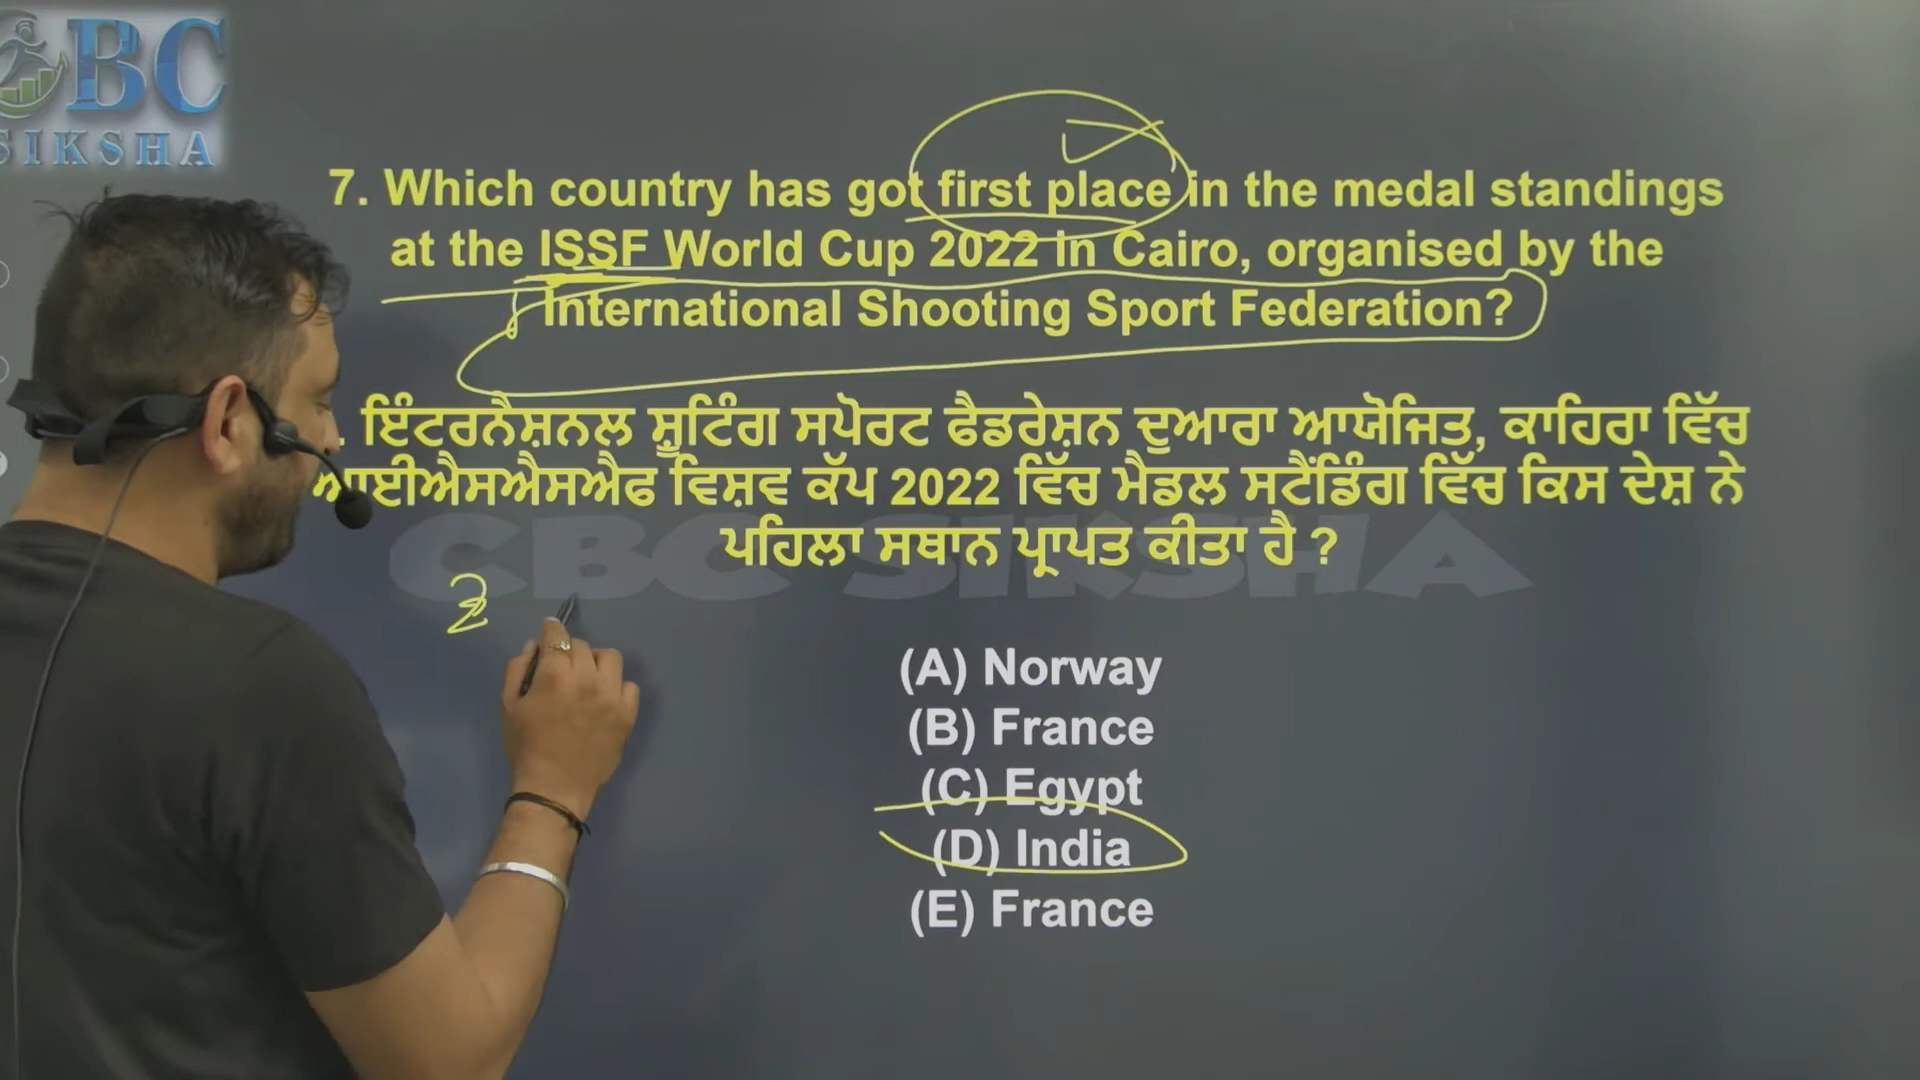 BC
SIKSHA
7. Which country has got first place in the medal standings
at the ISSF World Cup 2022 in Cairo, organised by the
International Shooting Sport Federation?
. ਇੰਟਰਨੈਸ਼ਨਲ ਸ਼ੂਟਿੰਗ ਸਪੋਰਟ ਫੈਡਰੇਸ਼ਨ ਦੁਆਰਾ ਆਯੋਜਿਤ, ਕਾਹਿਰਾ ਵਿੱਚ
ਆਈਐਸਐਸਐਫ ਵਿਸ਼ਵ ਕੱਪ 2022 ਵਿੱਚ ਮੈਡਲ ਸਟੈਂਡਿੰਗ ਵਿੱਚ ਕਿਸ ਦੇਸ਼ ਨੇ
ਪਹਿਲਾ ਸਥਾਨ ਪ੍ਰਾਪਤ ਕੀਤਾ ਹੈ ?
CBC SIKSHA
(A) Norway
(B) France
(C) Egypt
(D) India
(E) France